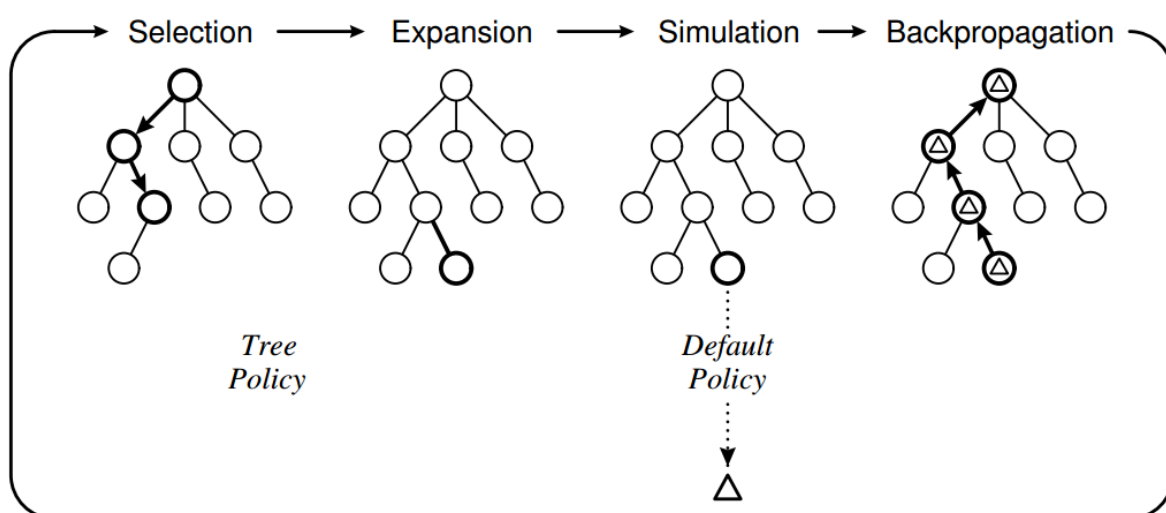 Selection Expansion Simulation Backpropagation
Tree
Policy
Default
Policy